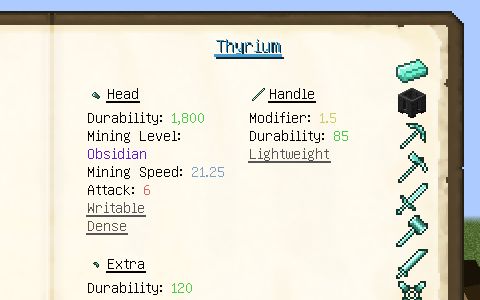 Thyrium
Head
Durability: 1,800
Mining Level:
Obsidian
Mining Speed: 21.25
Attack: 6
Writable
Dense
Handle
Modifier: 1.5
Durability: 85
Lightweight
Extra
Durability: 120